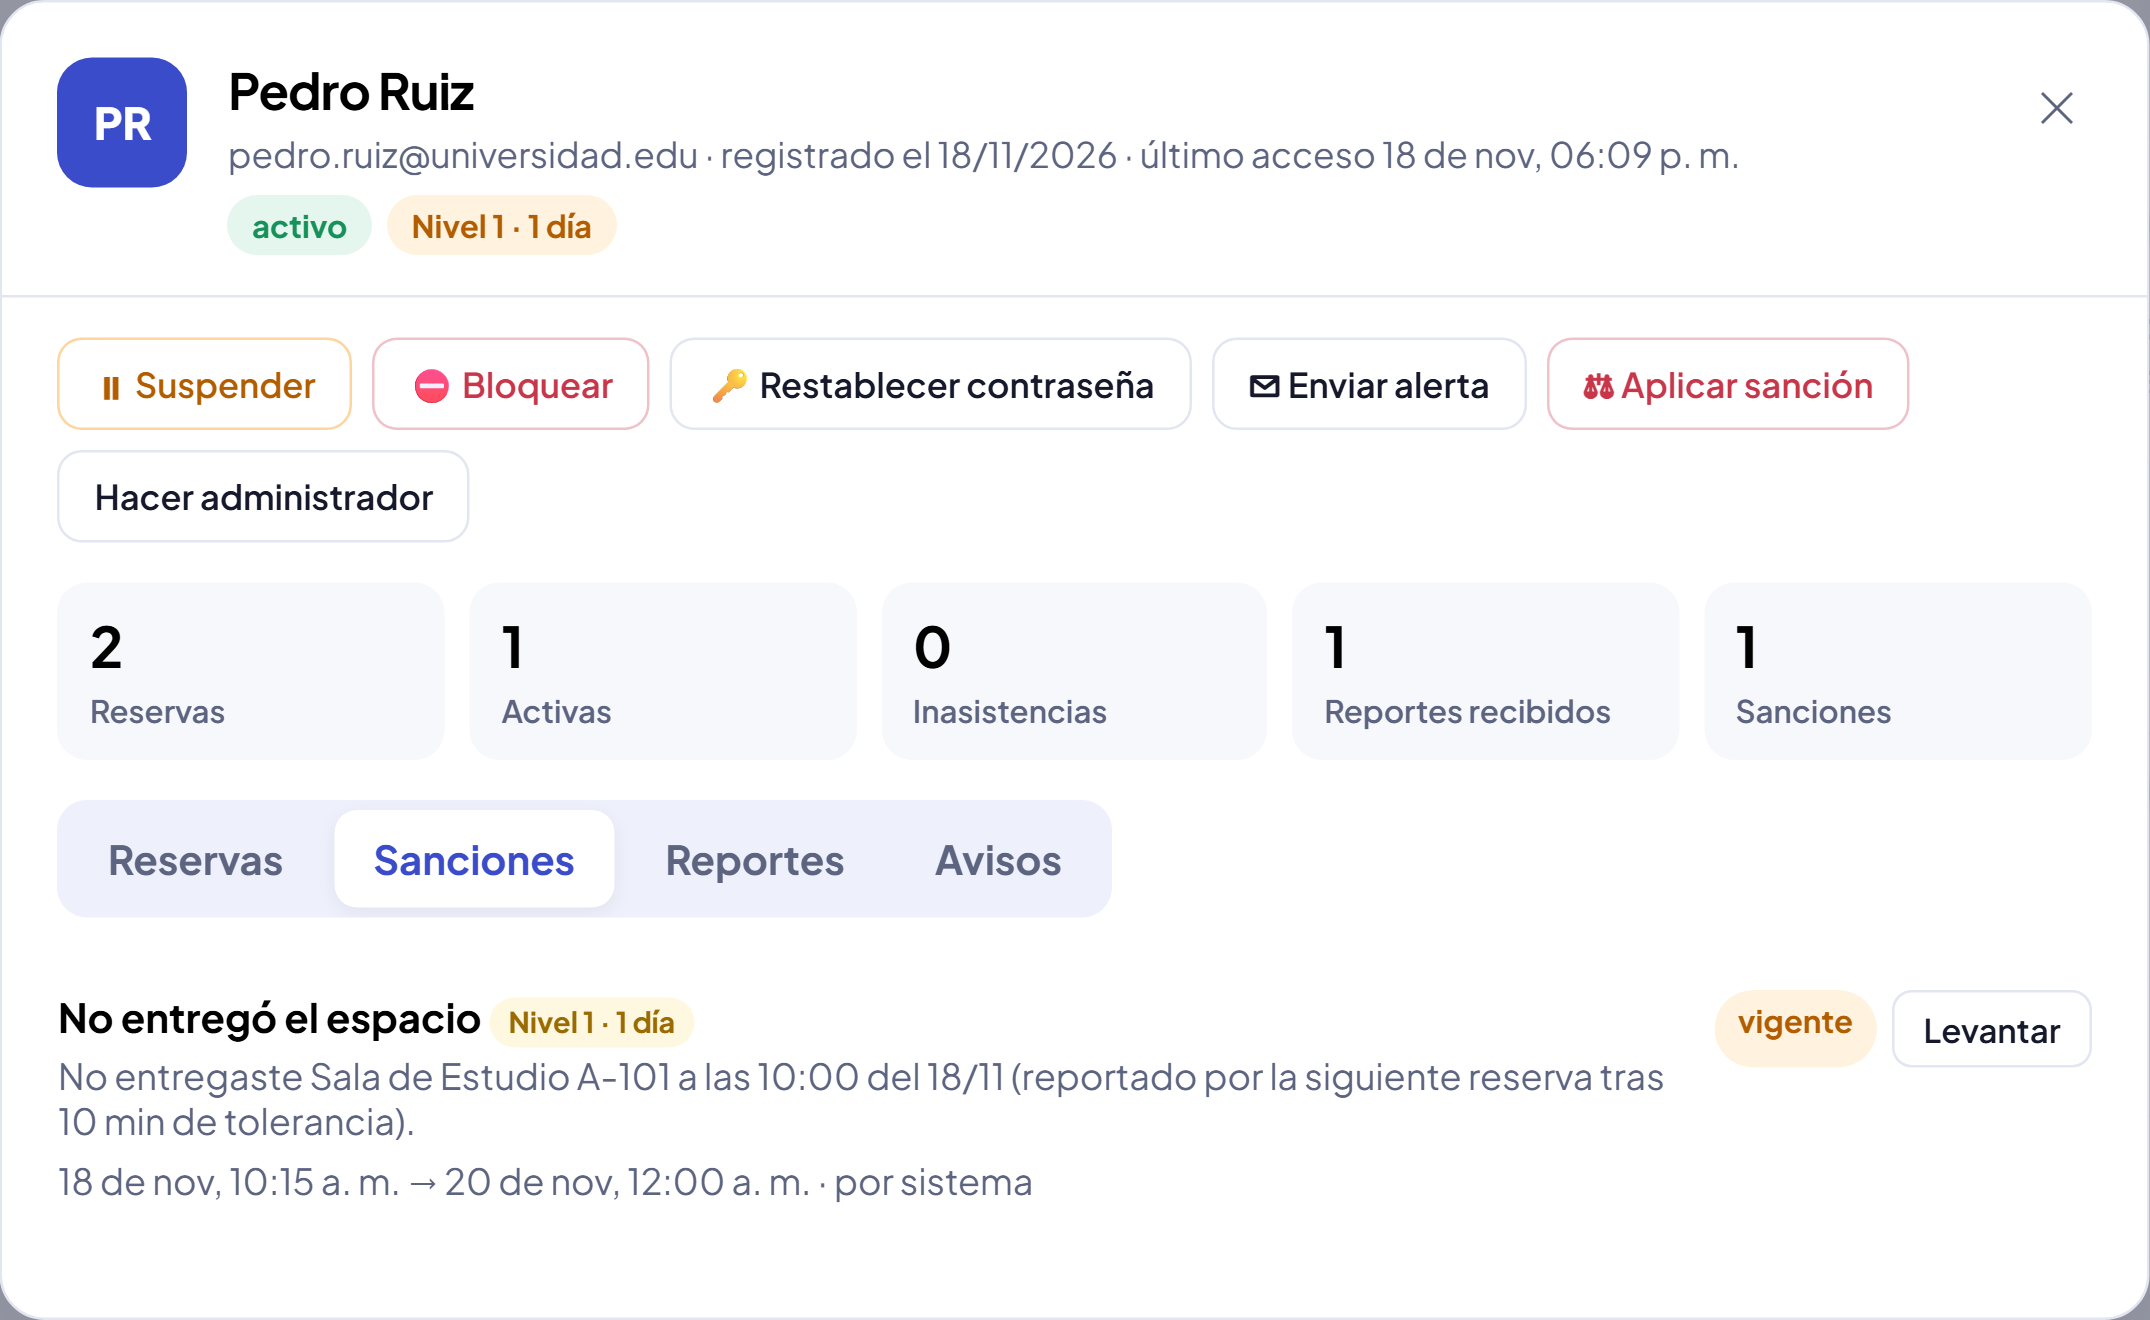 PR
Pedro Ruiz
pedro.ruiz@universidad.edu · registrado el 18/11/2026 · último acceso 18 de nov, 06:09 p. m.
activo Nivel 1 · 1 día
Suspender Bloquear Restablecer contraseña Enviar alerta Aplicar sanción
Hacer administrador
2 1 0 1 1
Reservas Activas Inasistencias Reportes recibidos Sanciones
Reservas Sanciones Reportes Avisos
No entregó el espacio Nivel 1 · 1 día vigente Levantar
No entregaste Sala de Estudio A-101 a las 10:00 del 18/11 (reportado por la siguiente reserva tras
10 min de tolerancia).
18 de nov, 10:15 a. m. → 20 de nov, 12:00 a. m. · por sistema